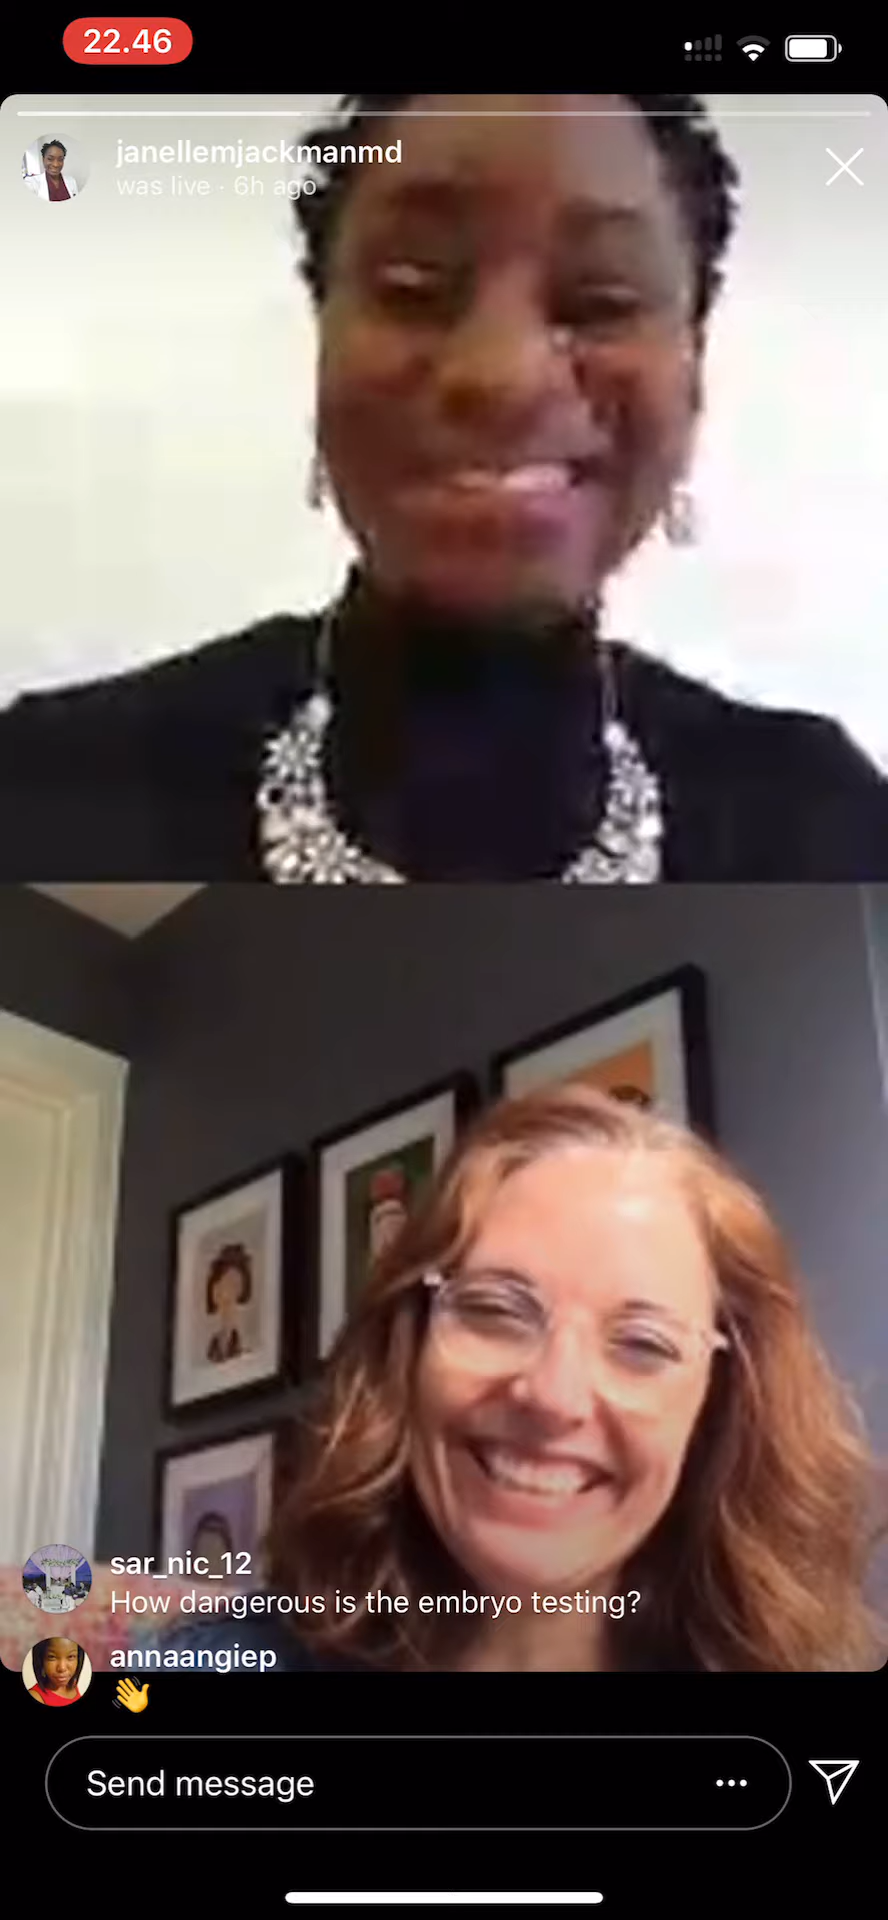 22.46
janellemjackmanmd
was live · 6h ago
sar_nic_12
How dangerous is the embryo testing?
annaangiep
👋
Send message